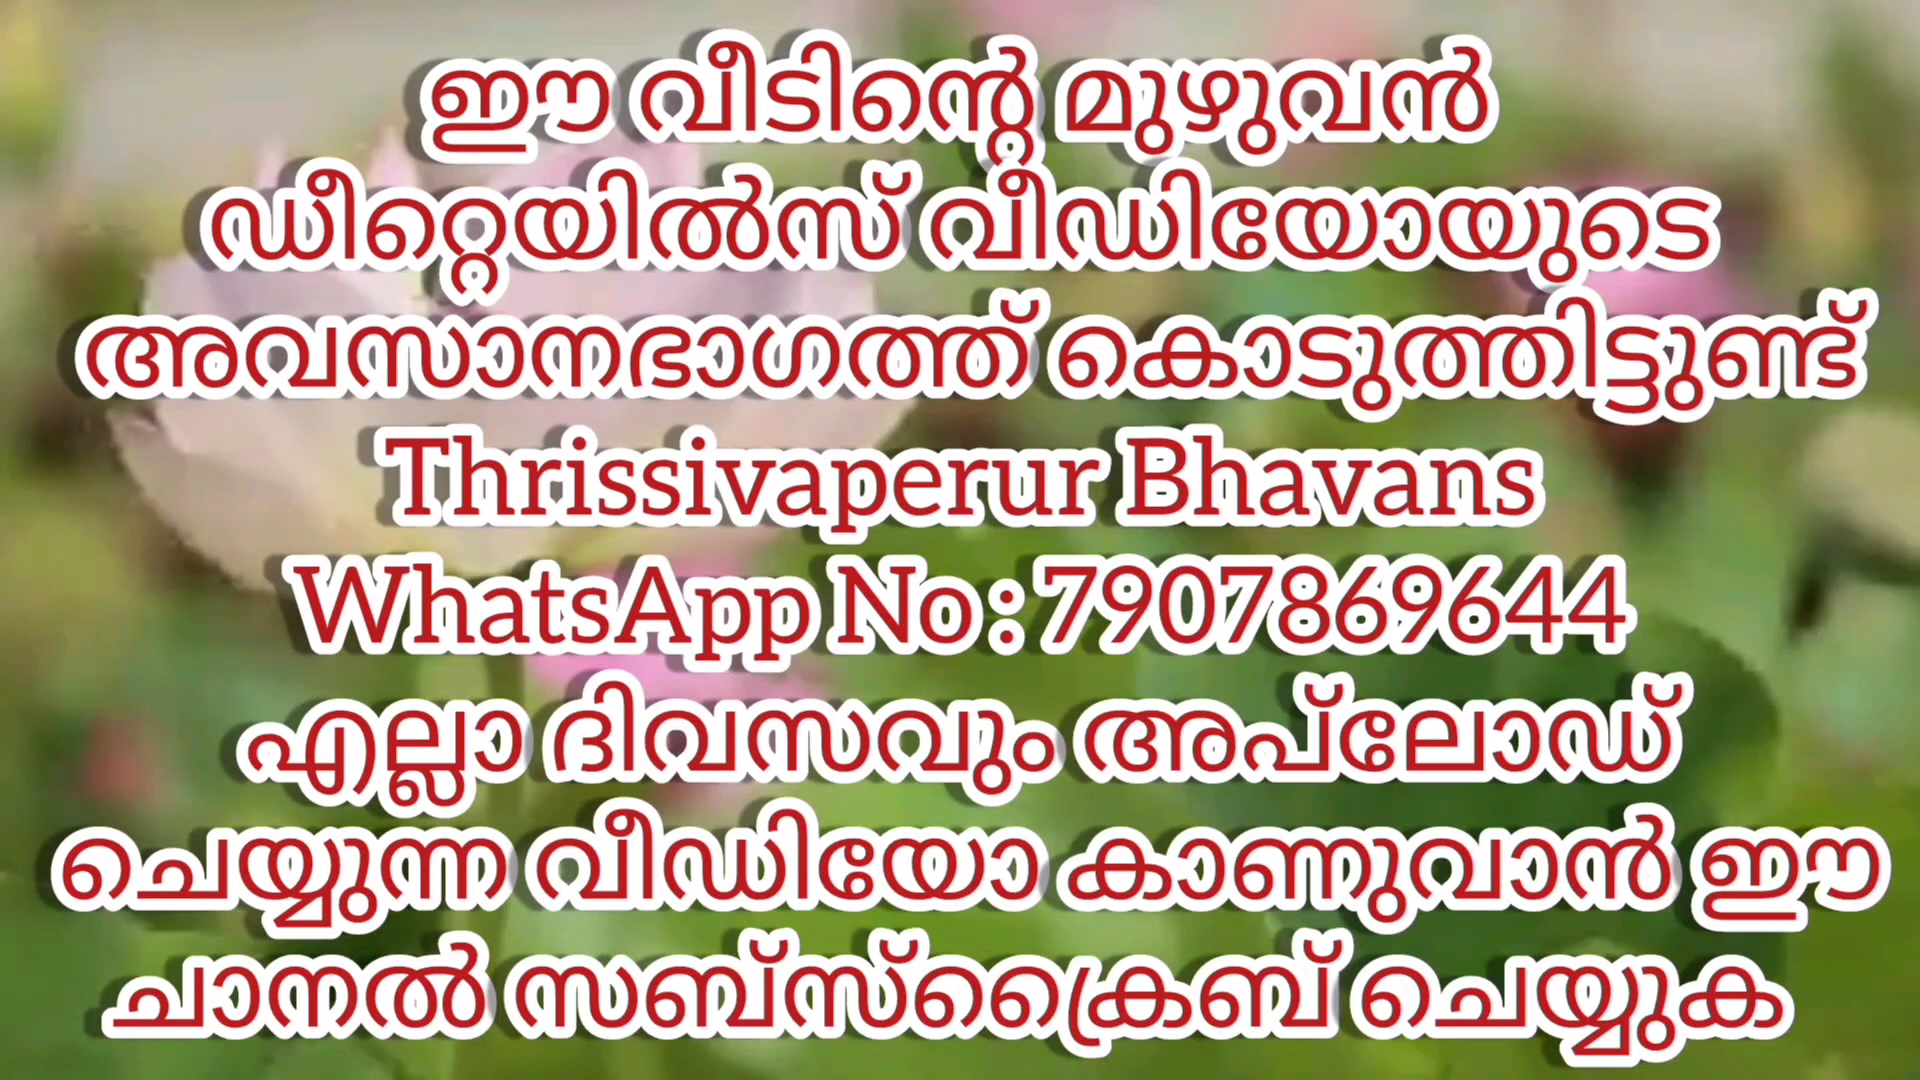 ഈ വീടിന്റെ മുഴുവൻ
ഡീറ്റെയിൽസ് വീഡിയോയുടെ
അവസാനഭാഗത്ത് കൊടുത്തിട്ടുണ്ട്
Thrissivaperur Bhavans
WhatsApp No:7907869644
എല്ലാ ദിവസവും അപ്‌ലോഡ്
ചെയ്യുന്ന വീഡിയോ കാണുവാൻ ഈ
ചാനൽ സബ്സ്ക്രൈബ് ചെയ്യുക